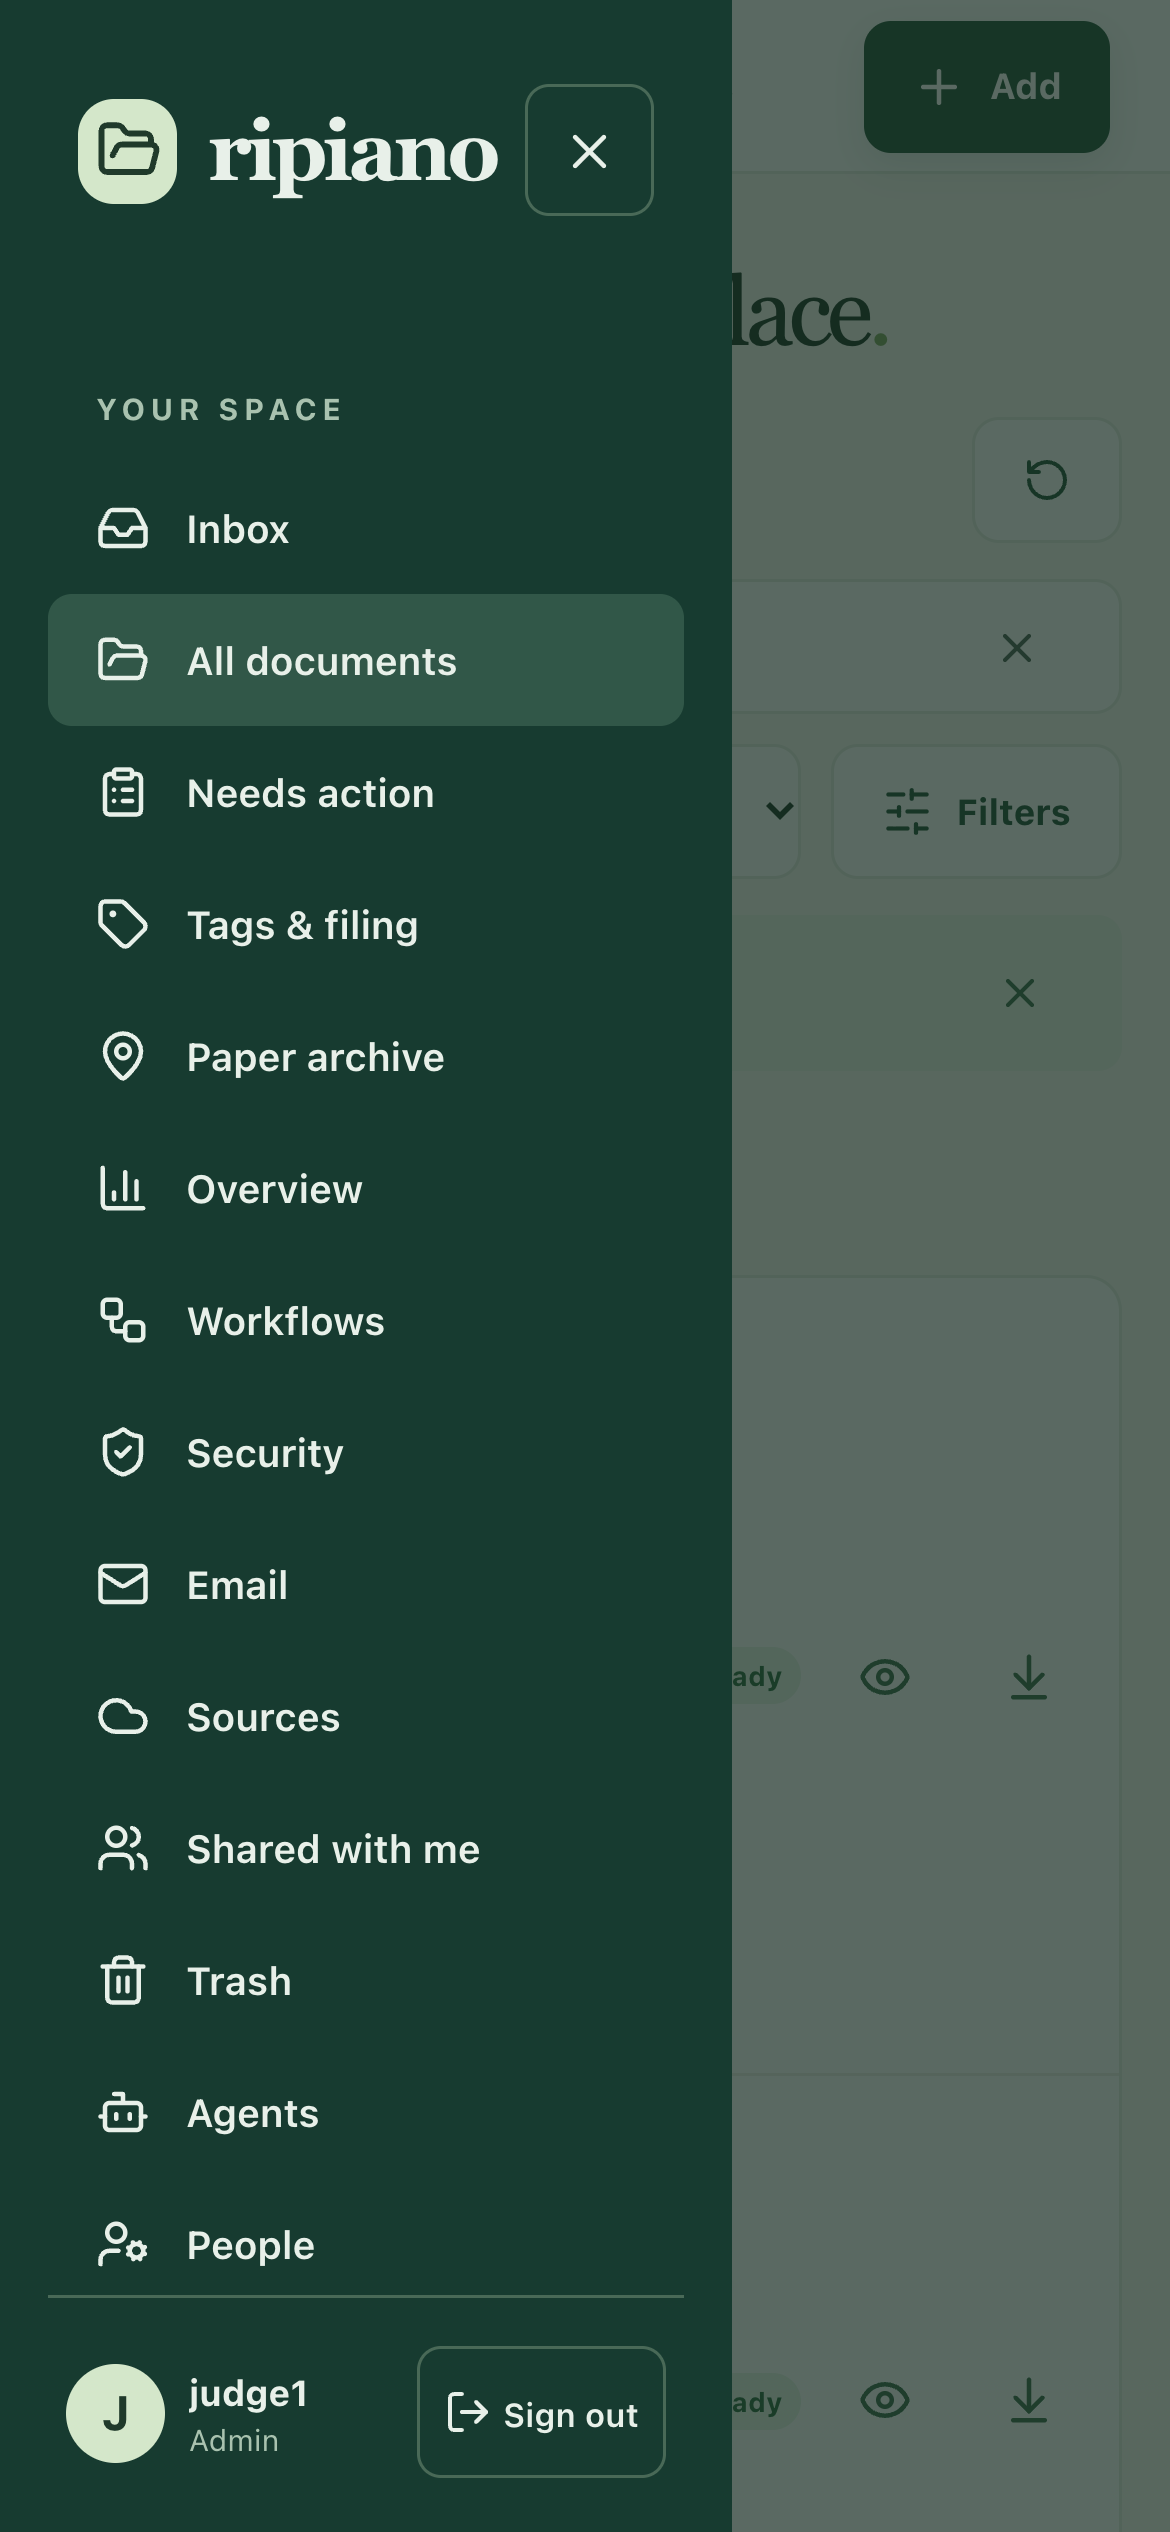 ripiano
Add
lace.
YOUR SPACE
Inbox
All documents
Needs action
Filters
Tags & filing
Paper archive
Overview
Workflows
Security
Email
ady
Sources
Shared with me
Trash
Agents
People
J
judge1
Admin
Sign out
ady